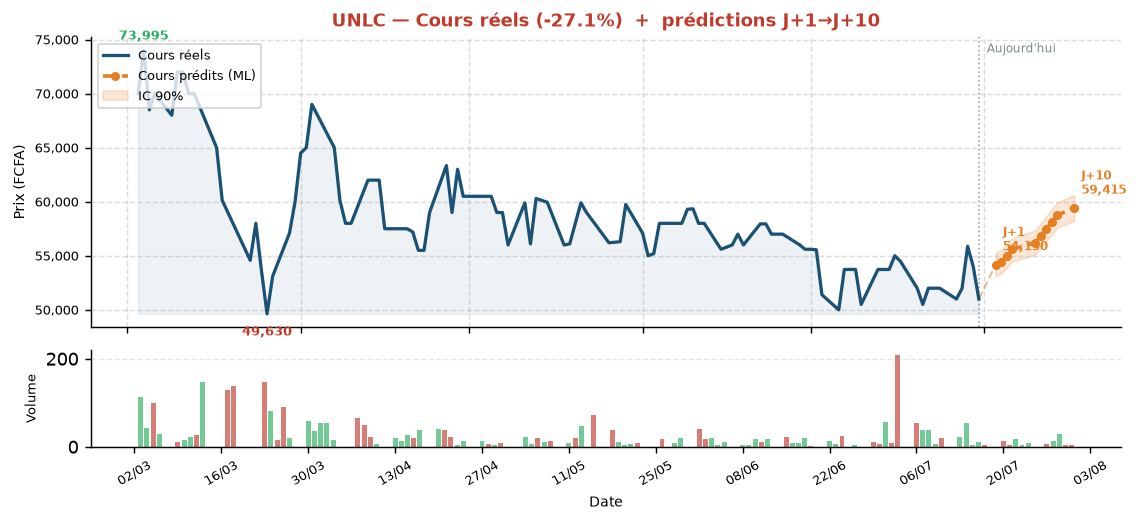 UNLC — Cours réels (-27.1%)  +  prédictions J+1→J+10
73,995
Cours réels
Cours prédits (ML)
IC 90%
Aujourd'hui
75,000
70,000
65,000
60,000
55,000
50,000
Prix (FCFA)
J+10
59,415
J+1
54,190
49,630
200
0
Volume
02/03
16/03
30/03
13/04
27/04
11/05
25/05
08/06
22/06
06/07
20/07
03/08
Date